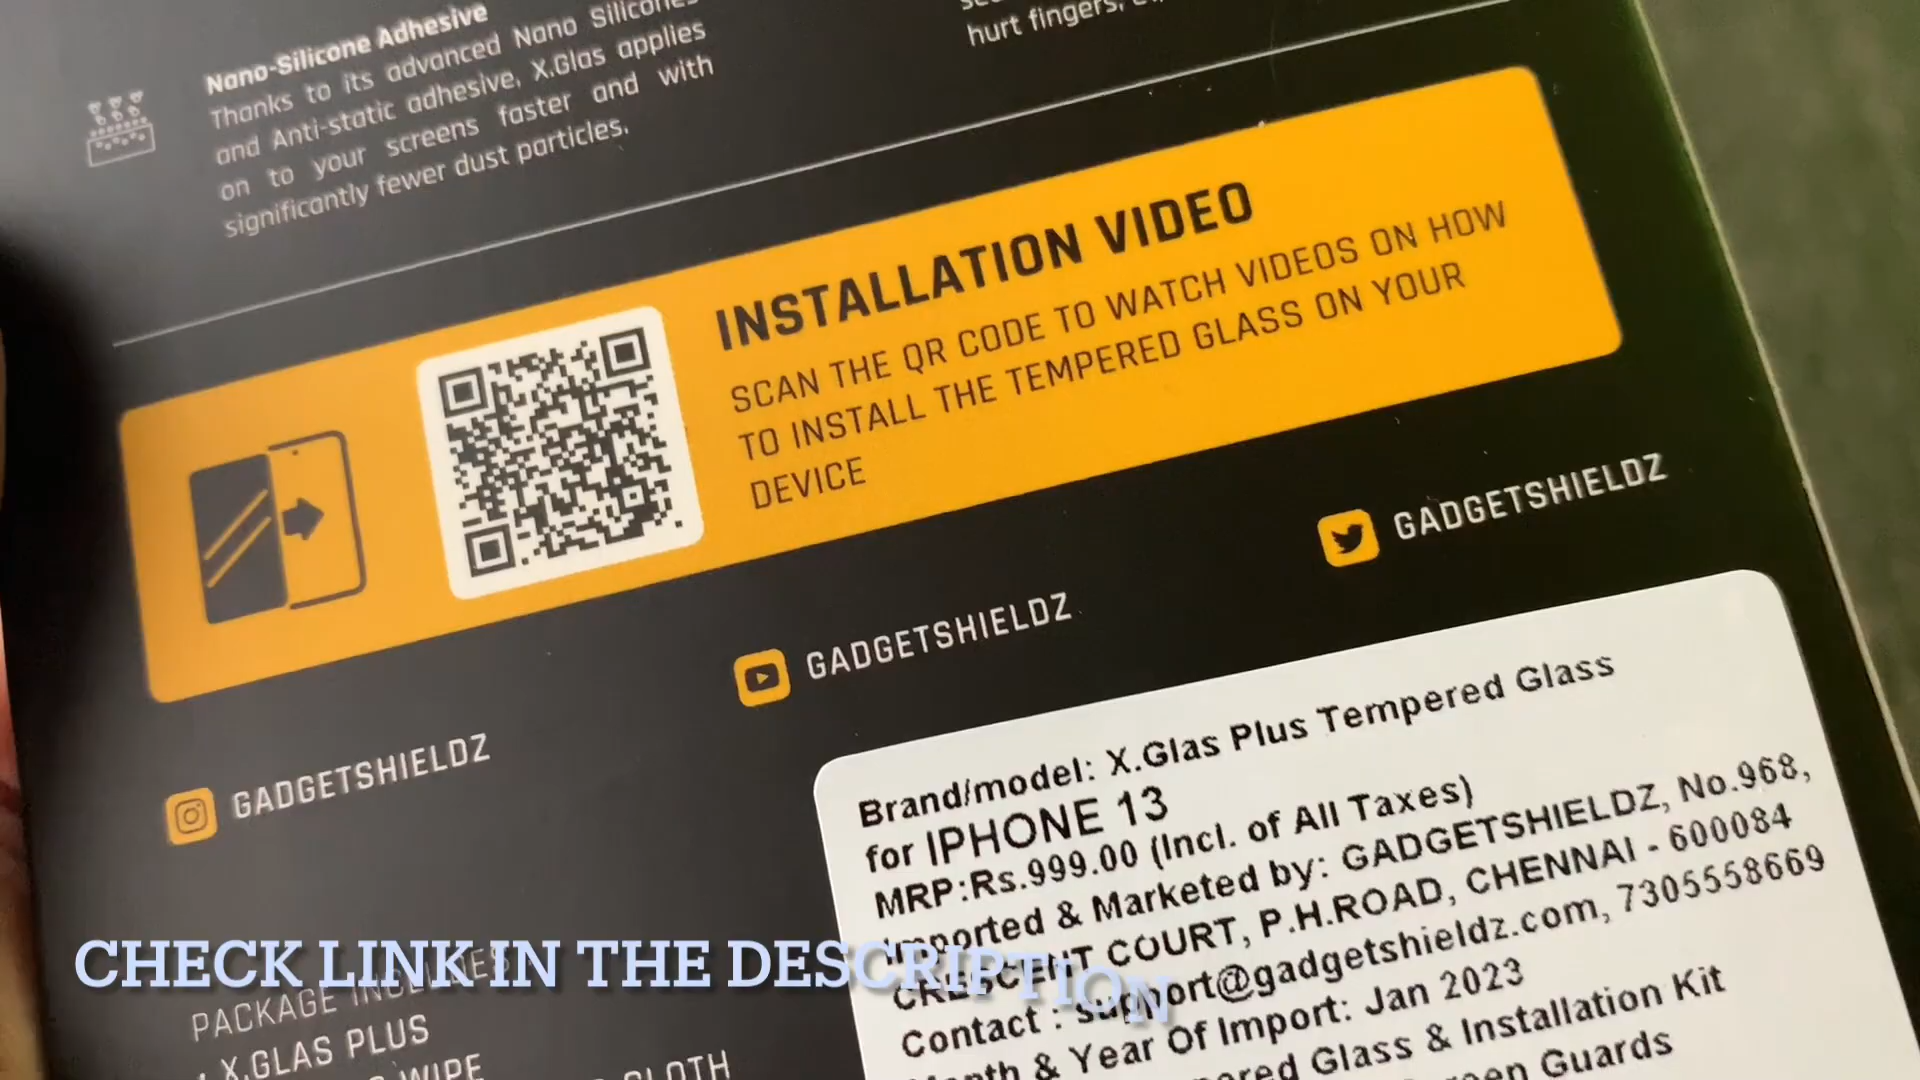 Nano-Silicone Adhesive
Thanks to its advanced Nano Silicones
and Anti-static adhesive, X.Glas applies
on to your screens faster and with
significantly fewer dust particles.
hurt fingers,
INSTALLATION VIDEO
SCAN THE QR CODE TO WATCH VIDEOS ON HOW
TO INSTALL THE TEMPERED GLASS ON YOUR
DEVICE
GADGETSHIELDZ
GADGETSHIELDZ
GADGETSHIELDZ
Brand/model: X.Glas Plus Tempered Glass
for IPHONE 13
MRP:Rs.999.00 (Incl. of All Taxes)
Imported & Marketed by: GADGETSHIELDZ, No.968,
CRESCENT COURT, P.H.ROAD, CHENNAI - 600084
Contact : support@gadgetshieldz.com, 7305558669
Month & Year Of Import: Jan 2023
Glass & Installation Kit
Guards
CHECK LINK IN THE DESCRIPTION
PACKAGE INCLUDES
• X.GLAS PLUS
WIPE
CLOTH